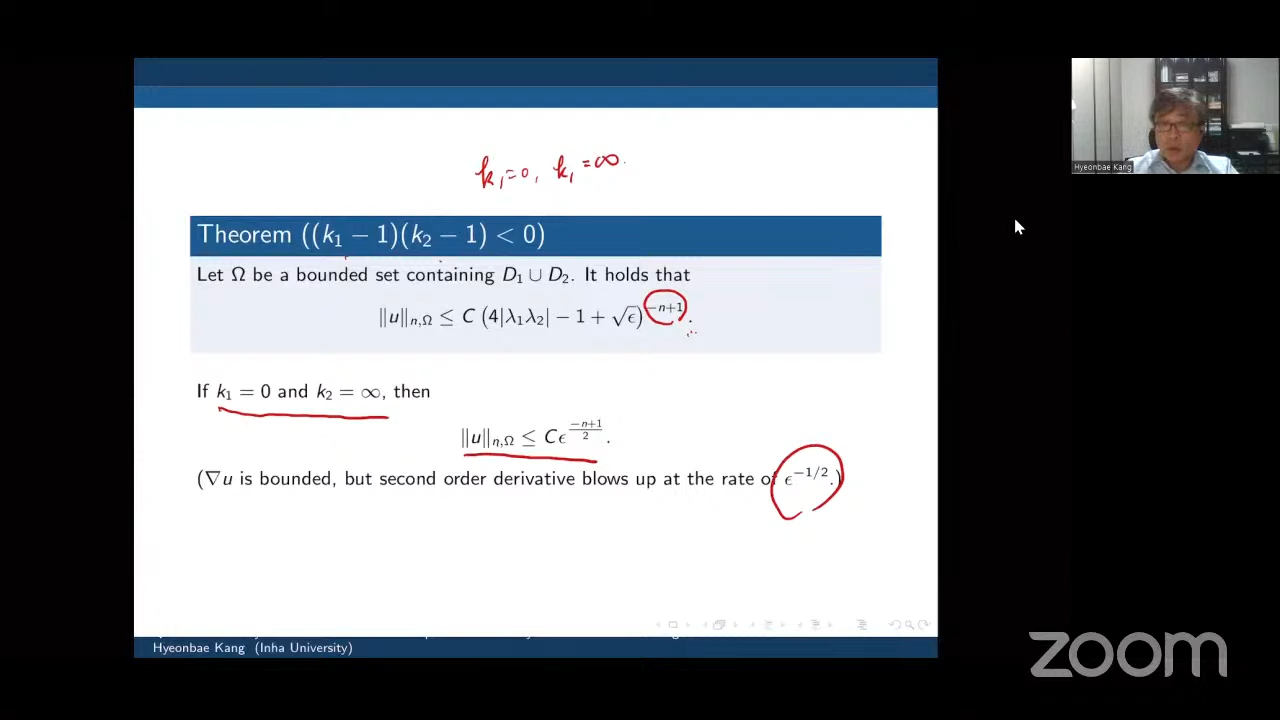 k₁=0, k₁=∞.
Theorem ((k₁ − 1)(k₂ − 1) < 0)
Let Ω be a bounded set containing D₁ ∪ D₂. It holds that
‖u‖ₙ,Ω ≤ C (4|λ₁λ₂| − 1 + √ϵ)^{−n+1}.
If k₁ = 0 and k₂ = ∞, then
‖u‖ₙ,Ω ≤ Cϵ^{\frac{−n+1}{2}}.
(∇u is bounded, but second order derivative blows up at the rate of ϵ^{−1/2}.)
Hyeonbae Kang (Inha University)
Hyeonbae Kang
zoom